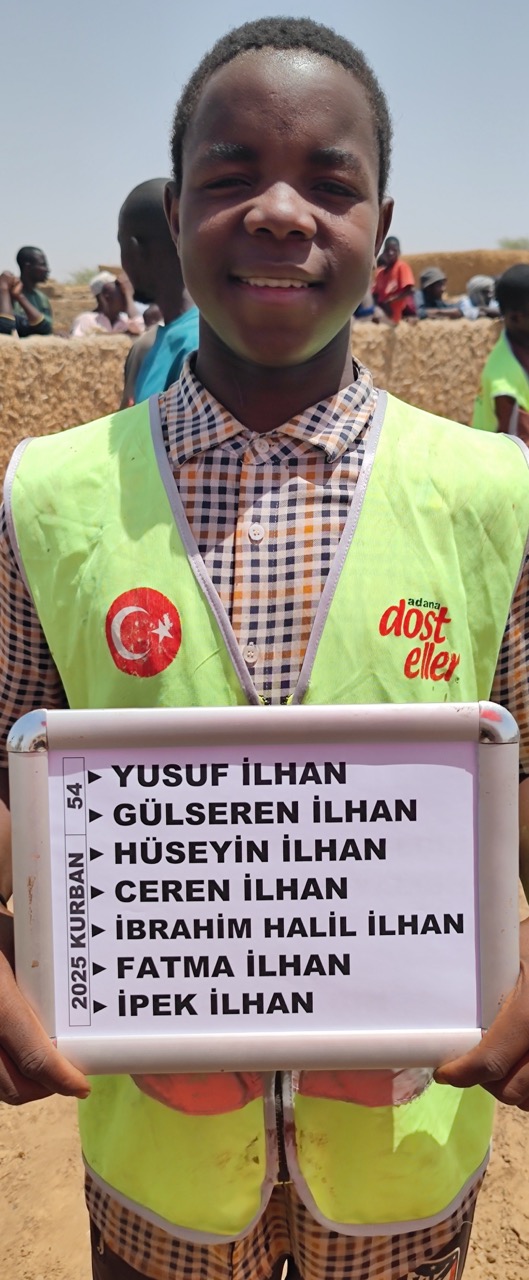 adana
dost
eller
54
2025 KURBAN
YUSUF İLHAN
GÜLSEREN İLHAN
HÜSEYİN İLHAN
CEREN İLHAN
İBRAHİM HALİL İLHAN
FATMA İLHAN
İPEK İLHAN